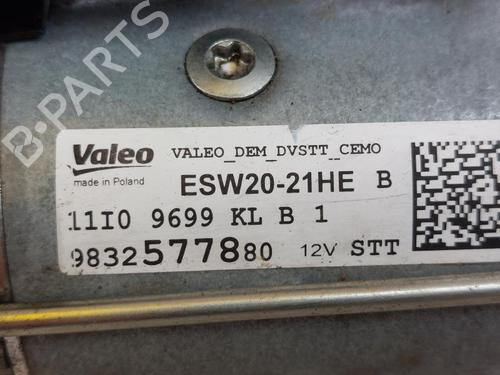 B-PARTS
Valeo VALEO_DEM_DVSTT_CEMO
made in Poland ESW20-21HE B
11I0 9699 KL B 1
9832577880 12V STT